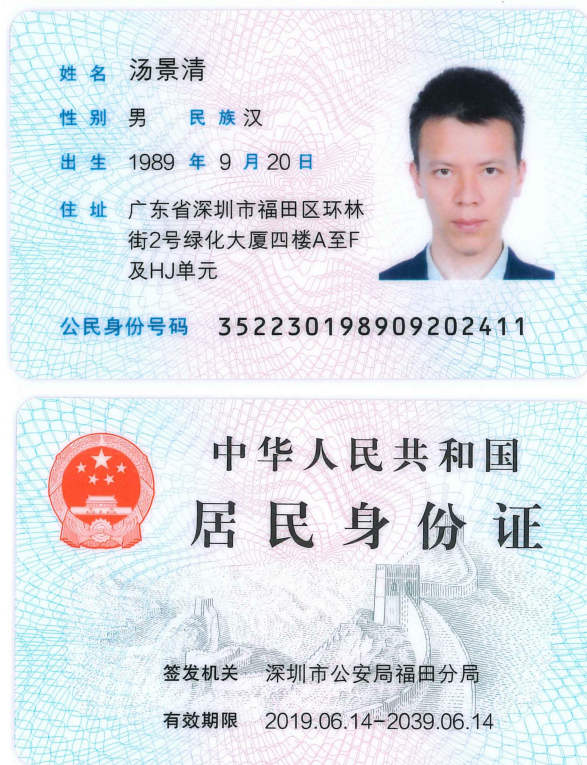 姓名 汤景清
性别 男 民族 汉
出生 1989 年 9 月 20 日
住址 广东省深圳市福田区环林
街2号绿化大厦四楼A至F
及HJ单元
公民身份号码 352230198909202411
中华人民共和国
居民身份证
签发机关 深圳市公安局福田分局
有效期限 2019.06.14-2039.06.14